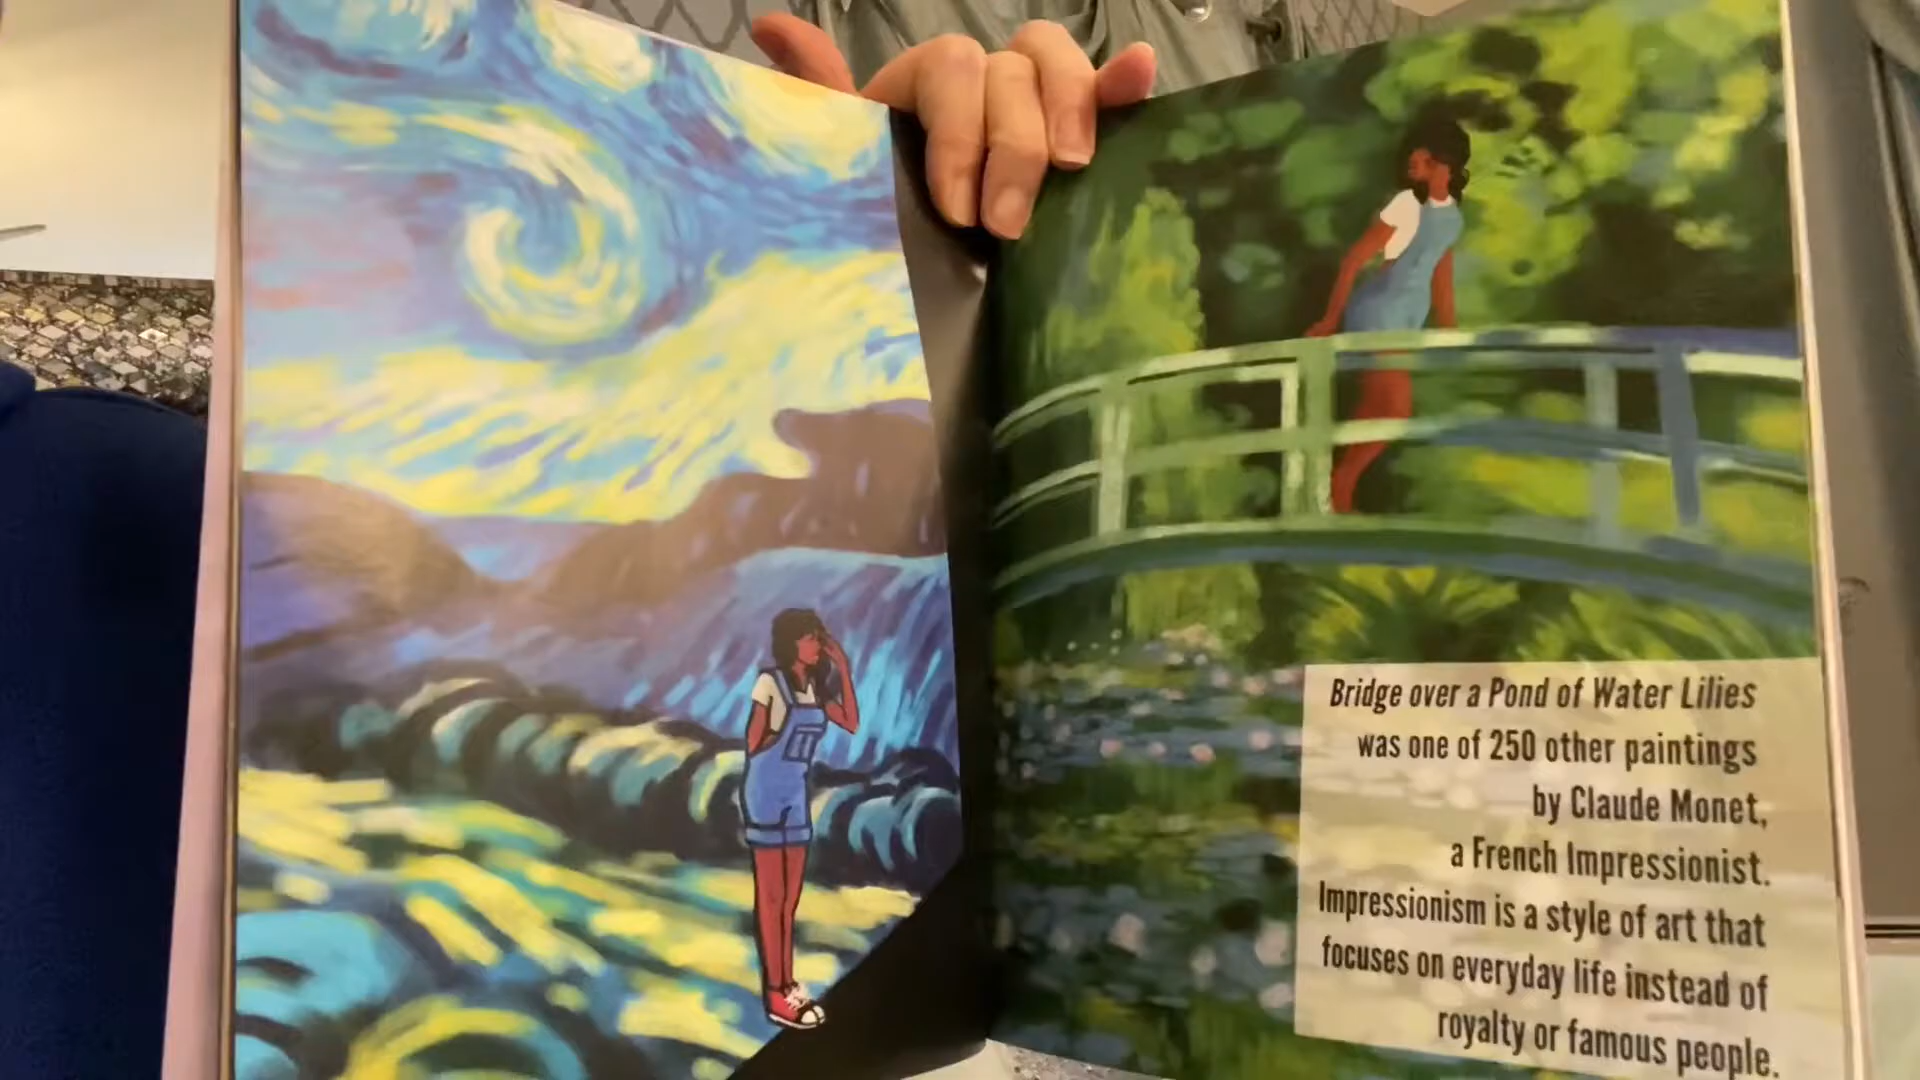 Bridge over a Pond of Water Lilies
was one of 250 other paintings
by Claude Monet,
a French Impressionist.
Impressionism is a style of art that
focuses on everyday life instead of
royalty or famous people.